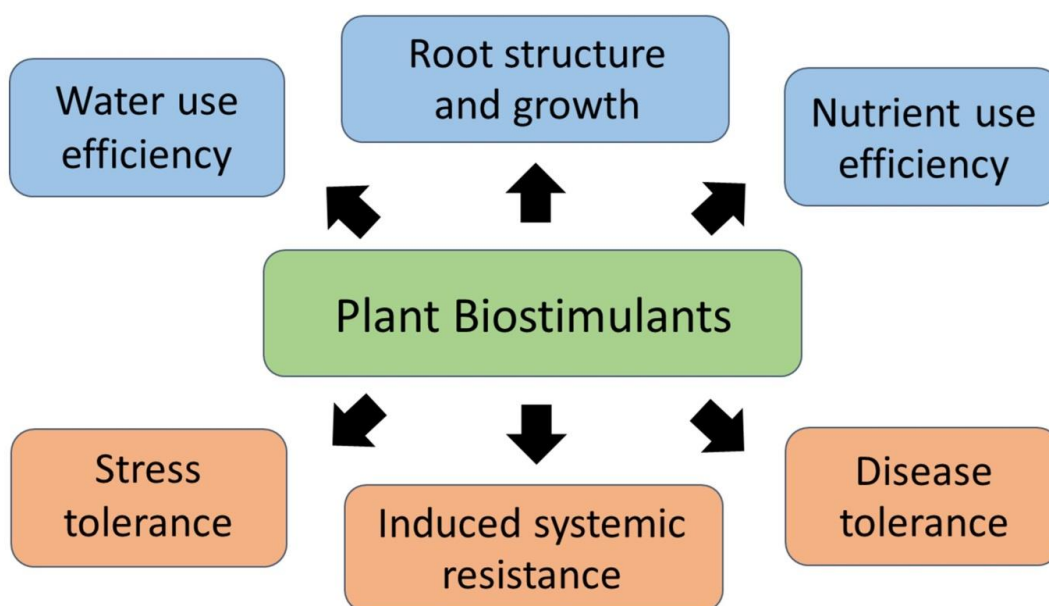 Root structure
and growth
Water use
efficiency
Nutrient use
efficiency
Plant Biostimulants
Stress
tolerance
Induced systemic
resistance
Disease
tolerance